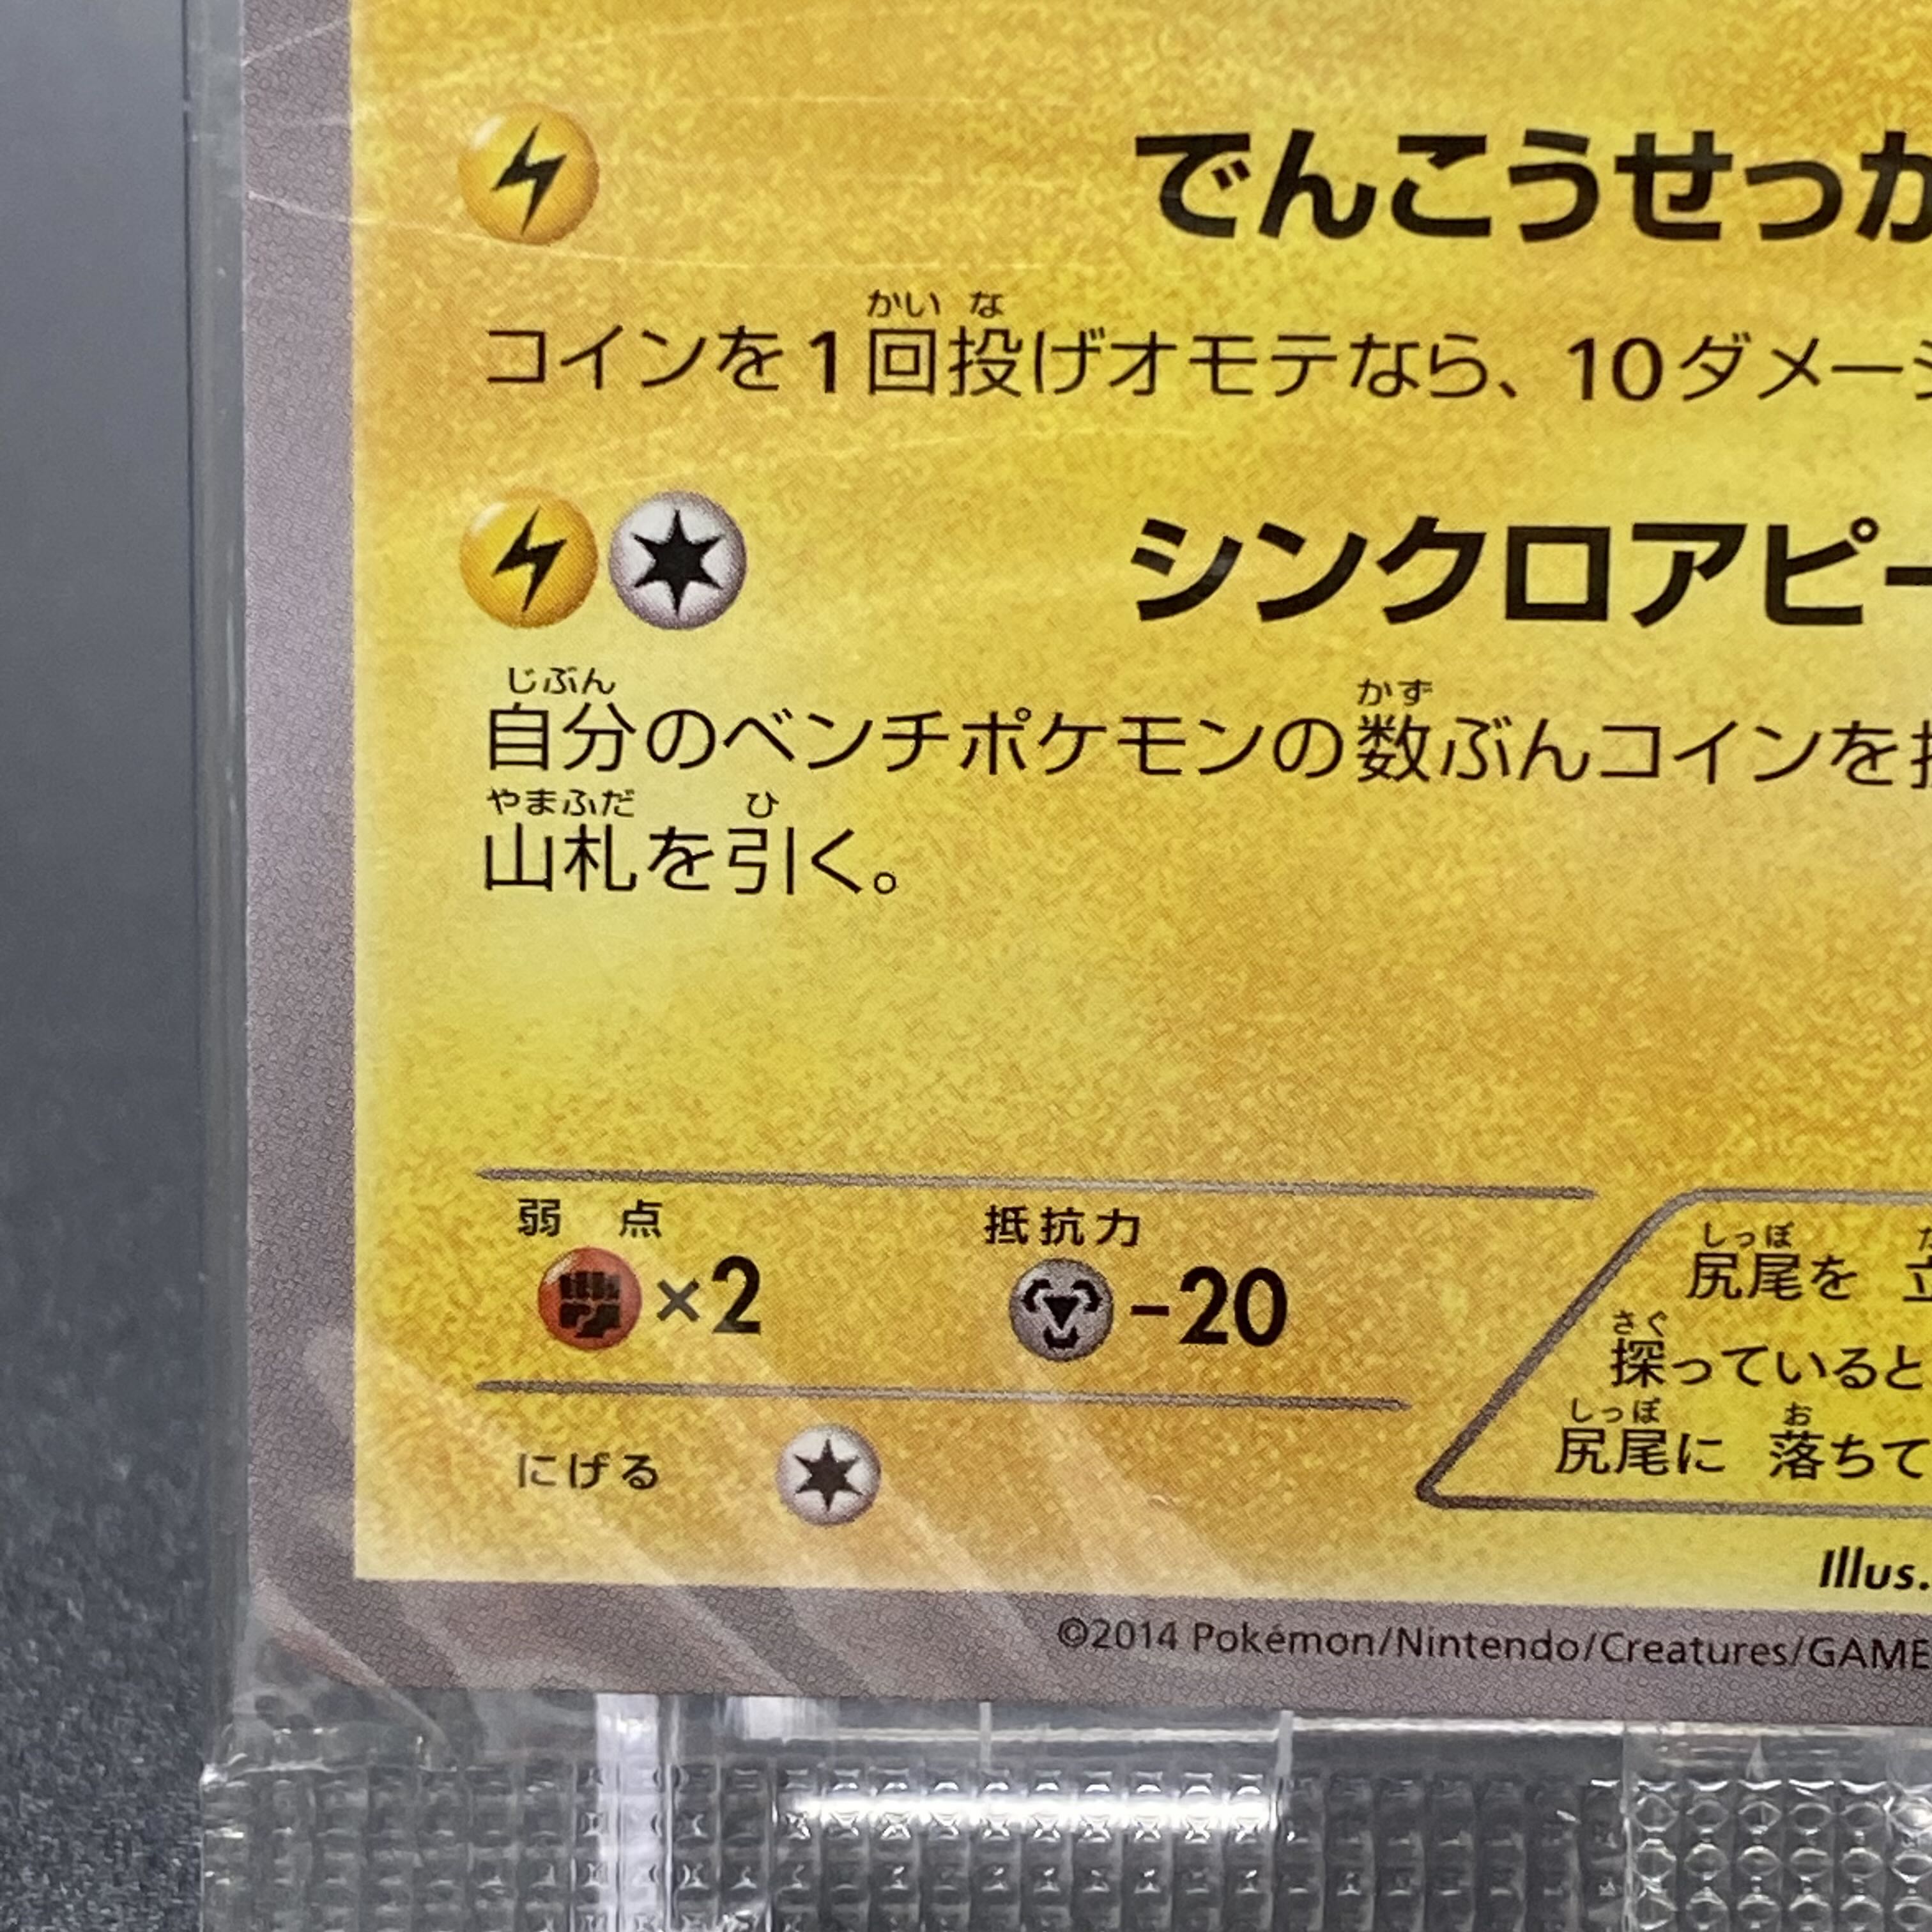 でんこうせっか
かい な
コインを1回投げオモテなら、10ダメージ
シンクロアピー
じぶん かず
自分のベンチポケモンの数ぶんコインを
やまふだ ひ
山札を引く。
弱点 抵抗力
×2 -20
にげる
しっぽ
尻尾を 立
さぐ
探っていると
しっぽ お
尻尾に 落ちて
Illus.
©2014 Pokémon/Nintendo/Creatures/GAME